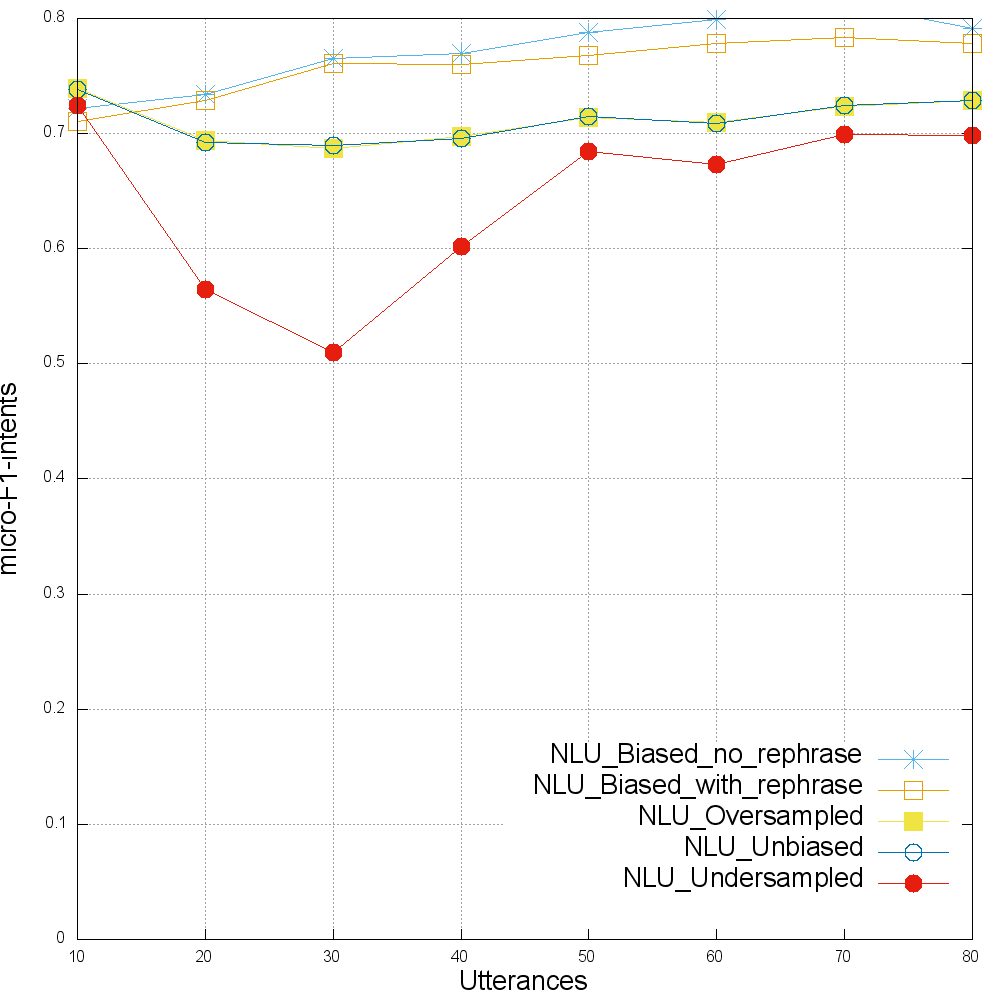 0.8
0.7
0.6
0.5
0.4
0.3
0.2
0.1
0
micro-F1-intents
10 20 30 40 50 60 70 80
Utterances
NLU_Biased_no_rephrase
NLU_Biased_with_rephrase
NLU_Oversampled
NLU_Unbiased
NLU_Undersampled